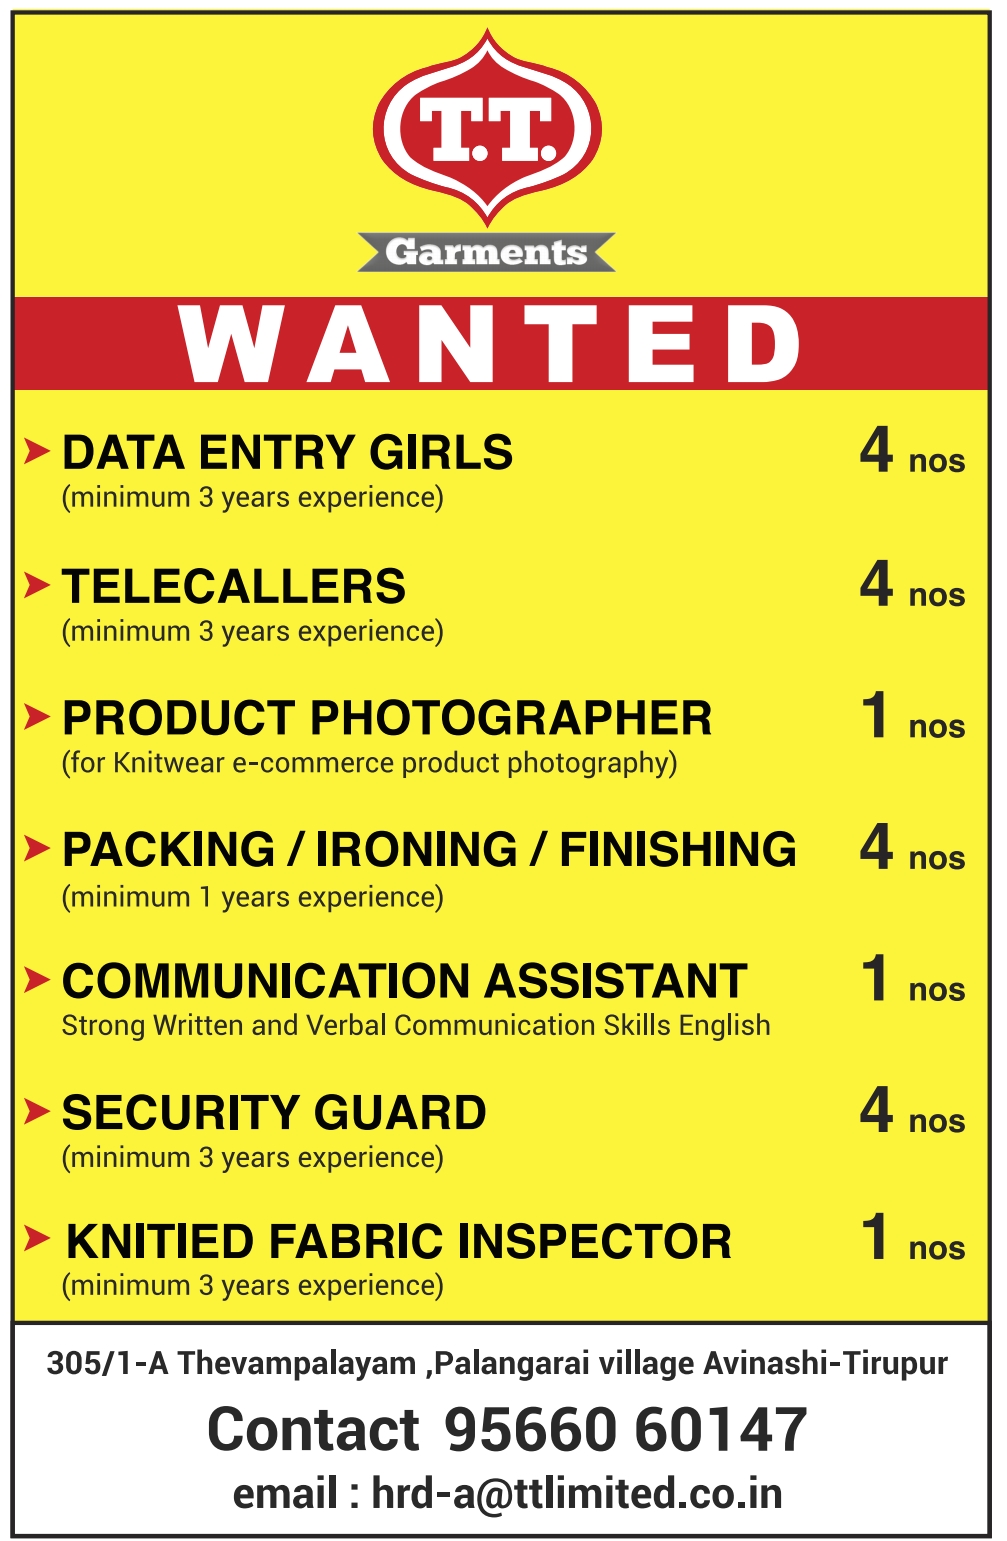 T.T.
Garments
WANTED
DATA ENTRY GIRLS 4 nos
(minimum 3 years experience)
TELECALLERS 4 nos
(minimum 3 years experience)
PRODUCT PHOTOGRAPHER 1 nos
(for Knitwear e-commerce product photography)
PACKING / IRONING / FINISHING 4 nos
(minimum 1 years experience)
COMMUNICATION ASSISTANT 1 nos
Strong Written and Verbal Communication Skills English
SECURITY GUARD 4 nos
(minimum 3 years experience)
KNITIED FABRIC INSPECTOR 1 nos
(minimum 3 years experience)
305/1-A Thevampalayam ,Palangarai village Avinashi-Tirupur
Contact 95660 60147
email : hrd-a@ttlimited.co.in